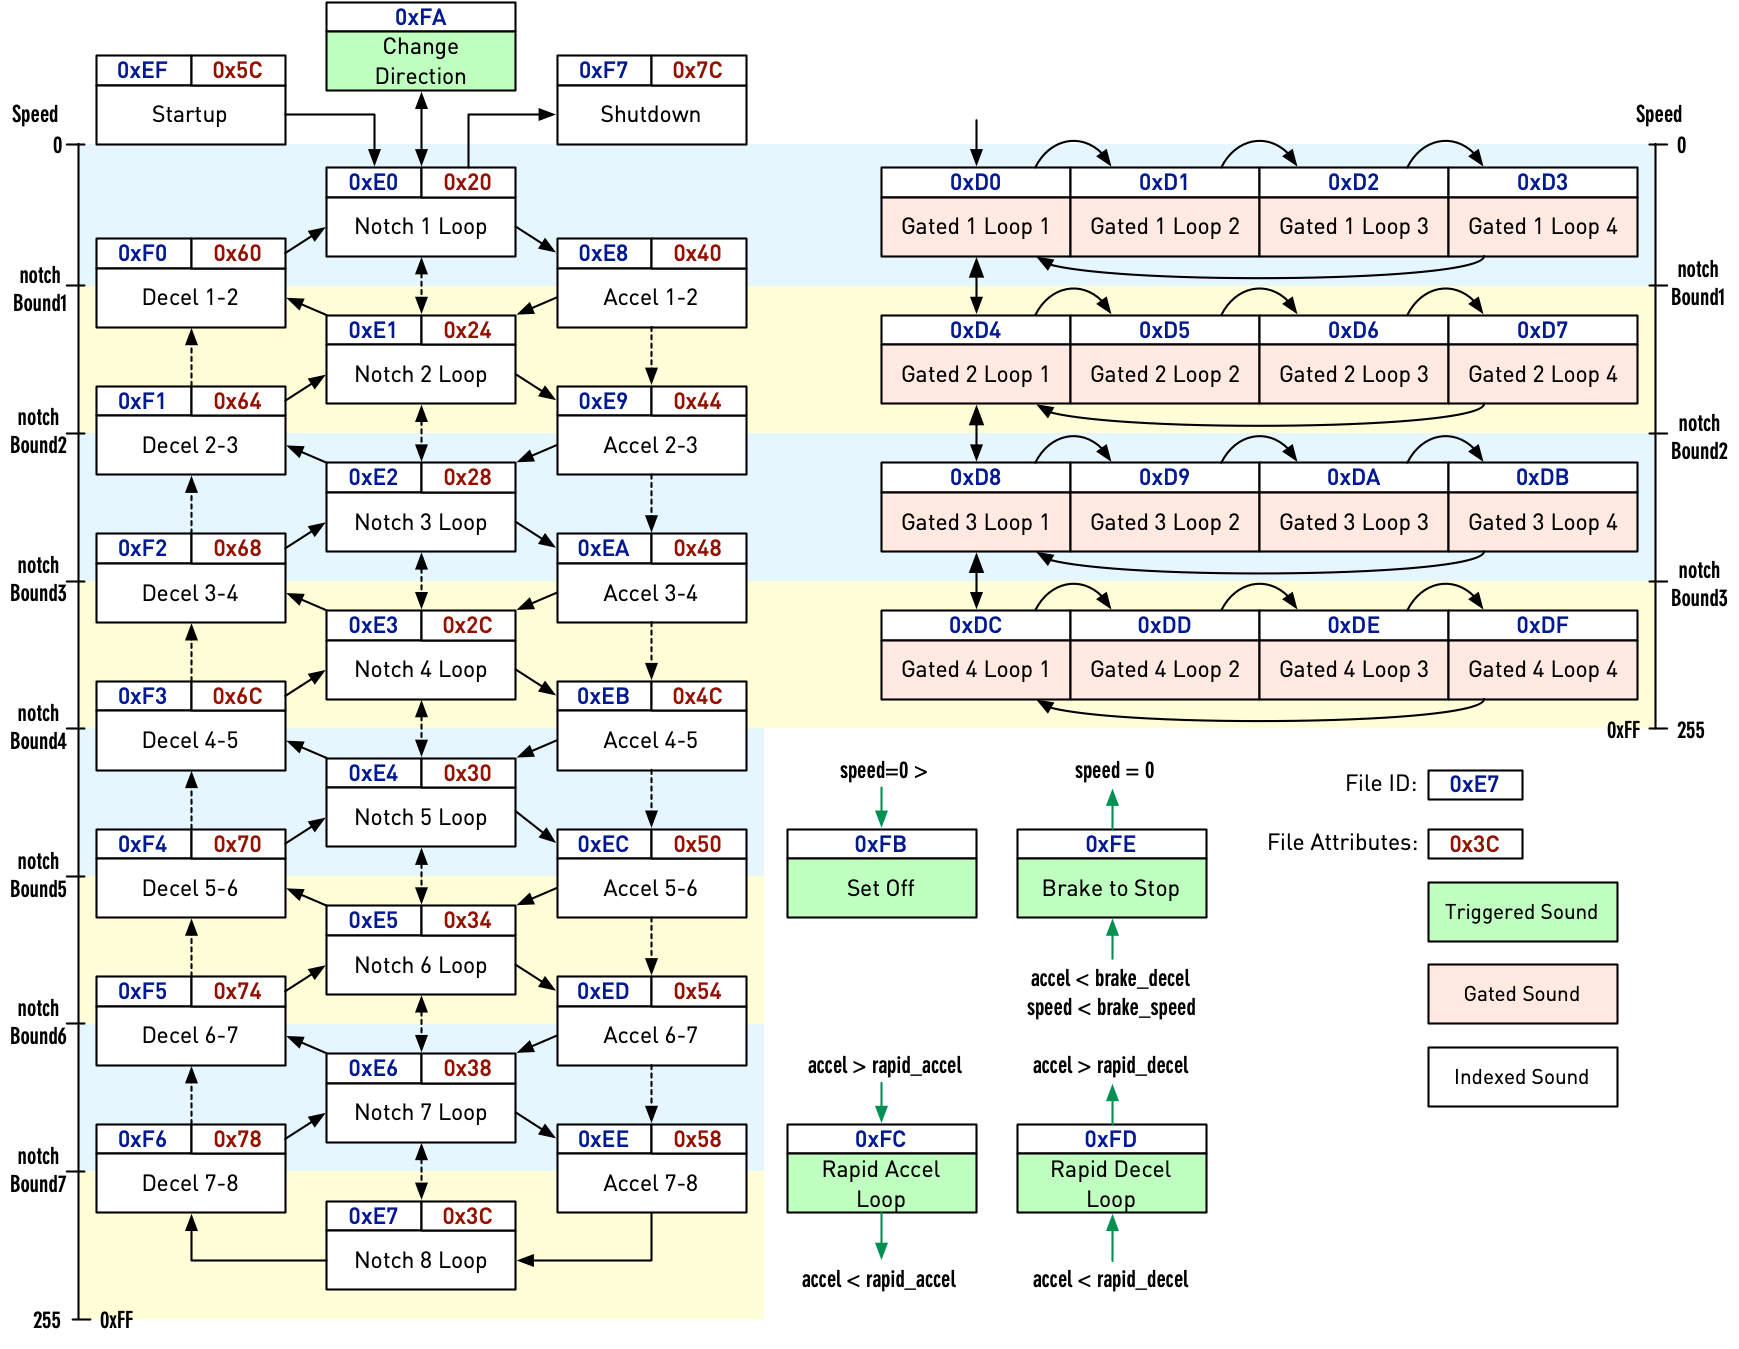 0xFA
Change
Direction
0xEF 0x5C
Startup
0xF7 0x7C
Shutdown
Speed
0
0xE0 0x20
Notch 1 Loop
0xF0 0x60
Decel 1-2
0xE8 0x40
Accel 1-2
notch
Bound1
0xE1 0x24
Notch 2 Loop
0xF1 0x64
Decel 2-3
0xE9 0x44
Accel 2-3
notch
Bound2
0xE2 0x28
Notch 3 Loop
0xF2 0x68
Decel 3-4
0xEA 0x48
Accel 3-4
notch
Bound3
0xE3 0x2C
Notch 4 Loop
0xF3 0x6C
Decel 4-5
0xEB 0x4C
Accel 4-5
notch
Bound4
0xE4 0x30
Notch 5 Loop
0xF4 0x70
Decel 5-6
0xEC 0x50
Accel 5-6
notch
Bound5
0xE5 0x34
Notch 6 Loop
0xF5 0x74
Decel 6-7
0xED 0x54
Accel 6-7
notch
Bound6
0xE6 0x38
Notch 7 Loop
0xF6 0x78
Decel 7-8
0xEE 0x58
Accel 7-8
notch
Bound7
0xE7 0x3C
Notch 8 Loop
255 0xFF
Speed
0
0xD0 0xD1 0xD2 0xD3
Gated 1 Loop 1 Gated 1 Loop 2 Gated 1 Loop 3 Gated 1 Loop 4
notch
Bound1
0xD4 0xD5 0xD6 0xD7
Gated 2 Loop 1 Gated 2 Loop 2 Gated 2 Loop 3 Gated 2 Loop 4
notch
Bound2
0xD8 0xD9 0xDA 0xDB
Gated 3 Loop 1 Gated 3 Loop 2 Gated 3 Loop 3 Gated 3 Loop 4
notch
Bound3
0xDC 0xDD 0xDE 0xDF
Gated 4 Loop 1 Gated 4 Loop 2 Gated 4 Loop 3 Gated 4 Loop 4
0xFF 255
speed=0 >
0xFB
Set Off
speed = 0
0xFE
Brake to Stop
accel < brake_decel
speed < brake_speed
accel > rapid_accel
0xFC
Rapid Accel
Loop
accel < rapid_accel
accel > rapid_decel
0xFD
Rapid Decel
Loop
accel < rapid_decel
File ID: 0xE7
File Attributes: 0x3C
Triggered Sound
Gated Sound
Indexed Sound